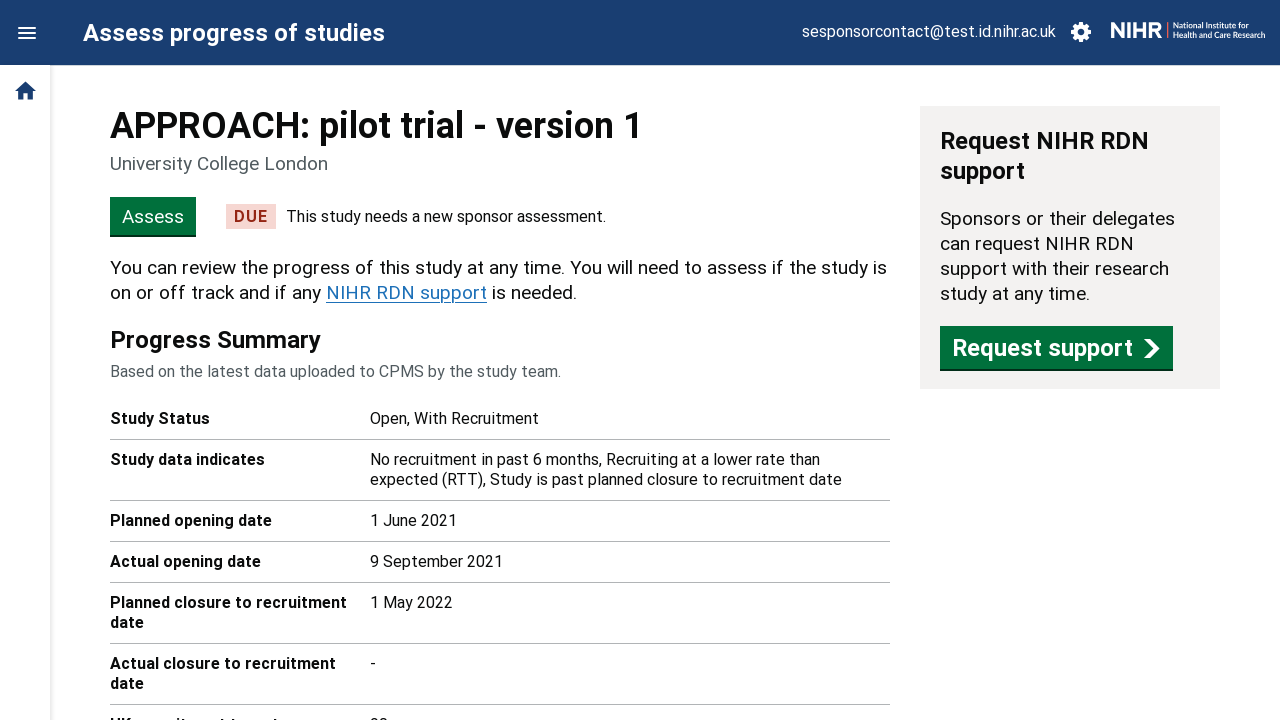 Assess progress of studies
sesponsorcontact@test.id.nihr.ac.uk
NIHR | National Institute for
Health and Care Research
APPROACH: pilot trial - version 1
University College London
Assess
DUE
This study needs a new sponsor assessment.
You can review the progress of this study at any time. You will need to assess if the study is
on or off track and if any NIHR RDN support is needed.
Progress Summary
Based on the latest data uploaded to CPMS by the study team.
Study Status
Open, With Recruitment
Study data indicates
No recruitment in past 6 months, Recruiting at a lower rate than
expected (RTT), Study is past planned closure to recruitment date
Planned opening date
1 June 2021
Actual opening date
9 September 2021
Planned closure to recruitment
date
1 May 2022
Actual closure to recruitment
date
-
Request NIHR RDN
support
Sponsors or their delegates
can request NIHR RDN
support with their research
study at any time.
Request support